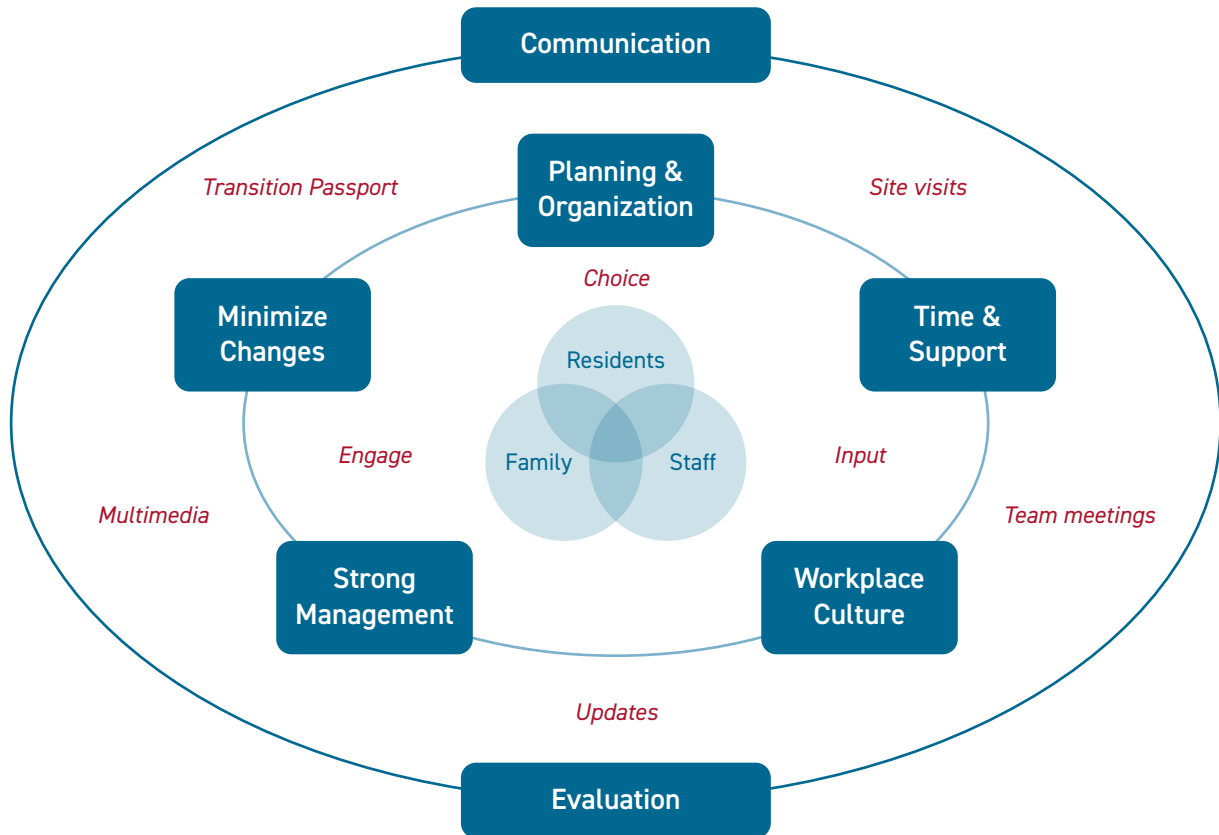 Communication
Transition Passport
Planning &
Organization
Site visits
Choice
Minimize
Changes
Time &
Support
Residents
Engage
Family
Staff
Input
Multimedia
Team meetings
Strong
Management
Workplace
Culture
Updates
Evaluation